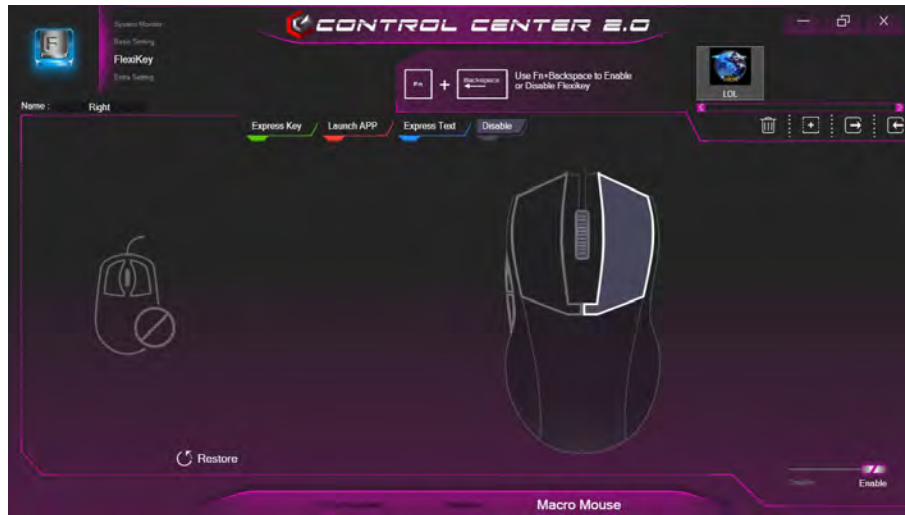 CONTROL CENTER 2.0
System Monitor
Basic Setting
FlexiKey
Extra Setting
F
Fn + Backspace Use Fn+Backspace to Enable
or Disable Flexikey
LOL
Name : Right
Express Key / Launch APP / Express Text / Disable
Restore
Enable
Macro Mouse